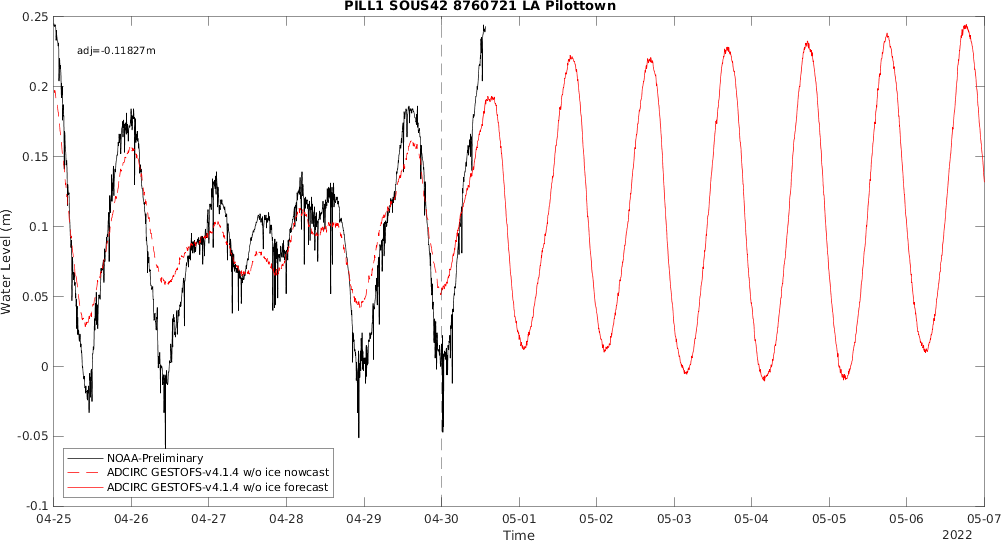 PILL1 SOUS42 8760721 LA Pilottown
adj=-0.11827m
Water Level (m)
0.25
0.2
0.15
0.1
0.05
0
-0.05
-0.1
NOAA-Preliminary
ADCIRC GESTOFS-v4.1.4 w/o ice nowcast
ADCIRC GESTOFS-v4.1.4 w/o ice forecast
04-25 04-26 04-27 04-28 04-29 04-30 05-01 05-02 05-03 05-04 05-05 05-06 05-07
Time
2022